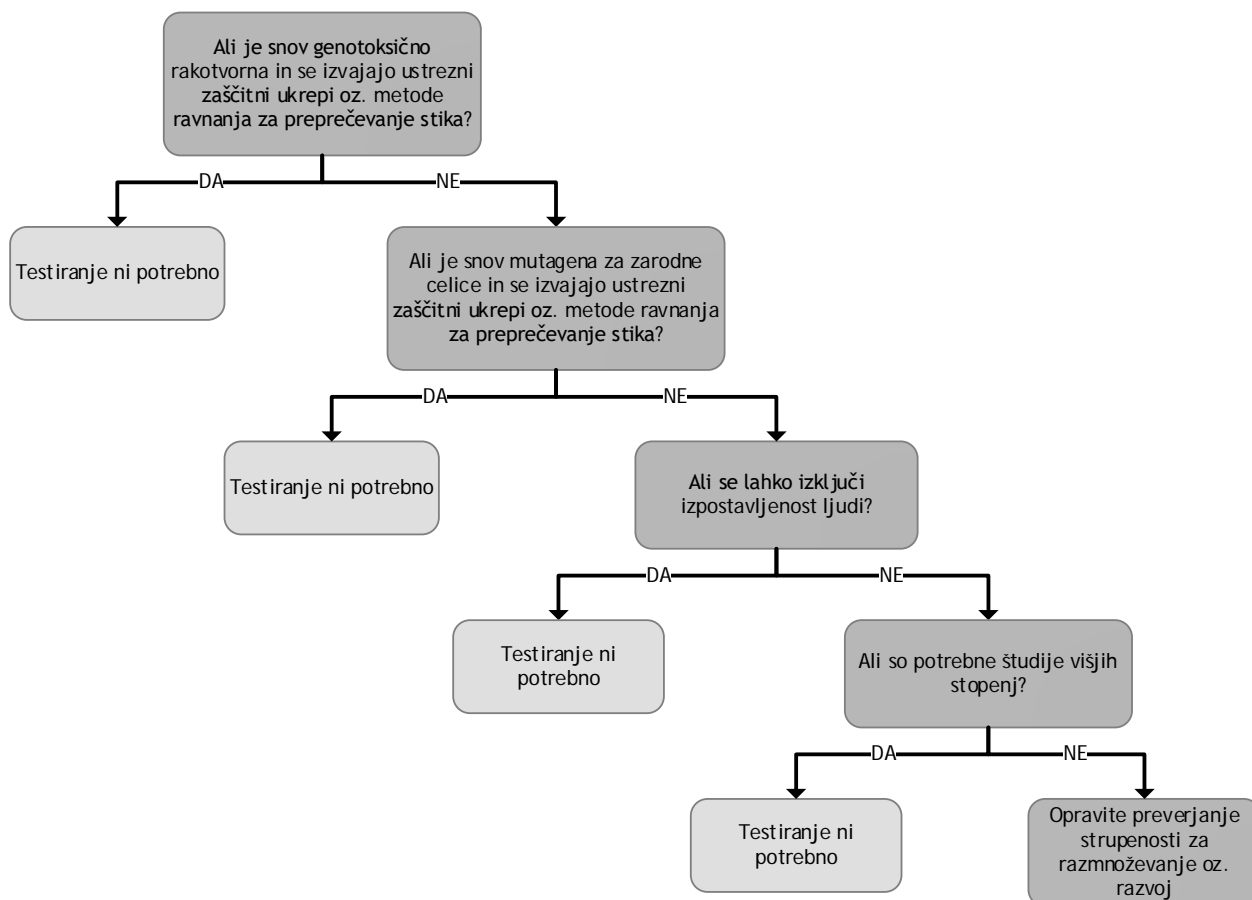 Ali je snov genotoksično
rakotvorna in se izvajajo ustrezni
zaščitni ukrepi oz. metode
ravnanja za preprečevanje stika?
DA
NE
Testiranje ni potrebno
Ali je snov mutagena za zarodne
celice in se izvajajo ustrezni
zaščitni ukrepi oz. metode ravnanja
za preprečevanje stika?
DA
NE
Testiranje ni potrebno
Ali se lahko izključi
izpostavljenost ljudi?
DA
NE
Testiranje ni
potrebno
Ali so potrebne študije višjih
stopenj?
DA
NE
Testiranje ni
potrebno
Opravite preverjanje
strupenosti za
razmnoževanje oz.
razvoj